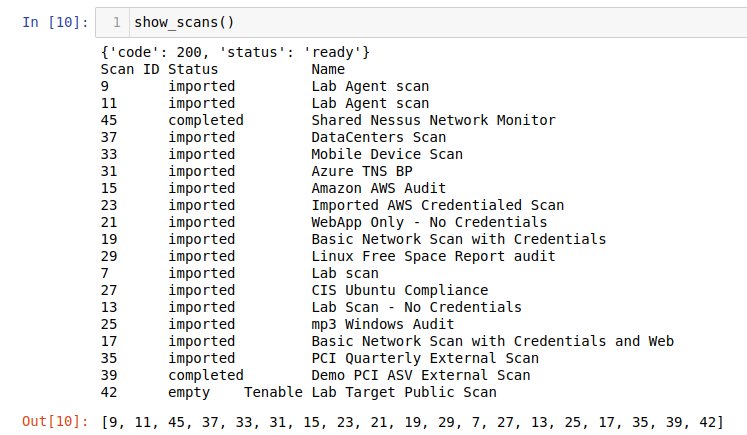 In [10]: 1 show_scans()
{'code': 200, 'status': 'ready'}
Scan ID Status           Name
9       imported         Lab Agent scan
11      imported         Lab Agent scan
45      completed        Shared Nessus Network Monitor
37      imported         DataCenters Scan
33      imported         Mobile Device Scan
31      imported         Azure TNS BP
15      imported         Amazon AWS Audit
23      imported         Imported AWS Credentialed Scan
21      imported         WebApp Only - No Credentials
19      imported         Basic Network Scan with Credentials
29      imported         Linux Free Space Report audit
7       imported         Lab scan
27      imported         CIS Ubuntu Compliance
13      imported         Lab Scan - No Credentials
25      imported         mp3 Windows Audit
17      imported         Basic Network Scan with Credentials and Web
35      imported         PCI Quarterly External Scan
39      completed        Demo PCI ASV External Scan
42      empty    Tenable Lab Target Public Scan
Out[10]: [9, 11, 45, 37, 33, 31, 15, 23, 21, 19, 29, 7, 27, 13, 25, 17, 35, 39, 42]